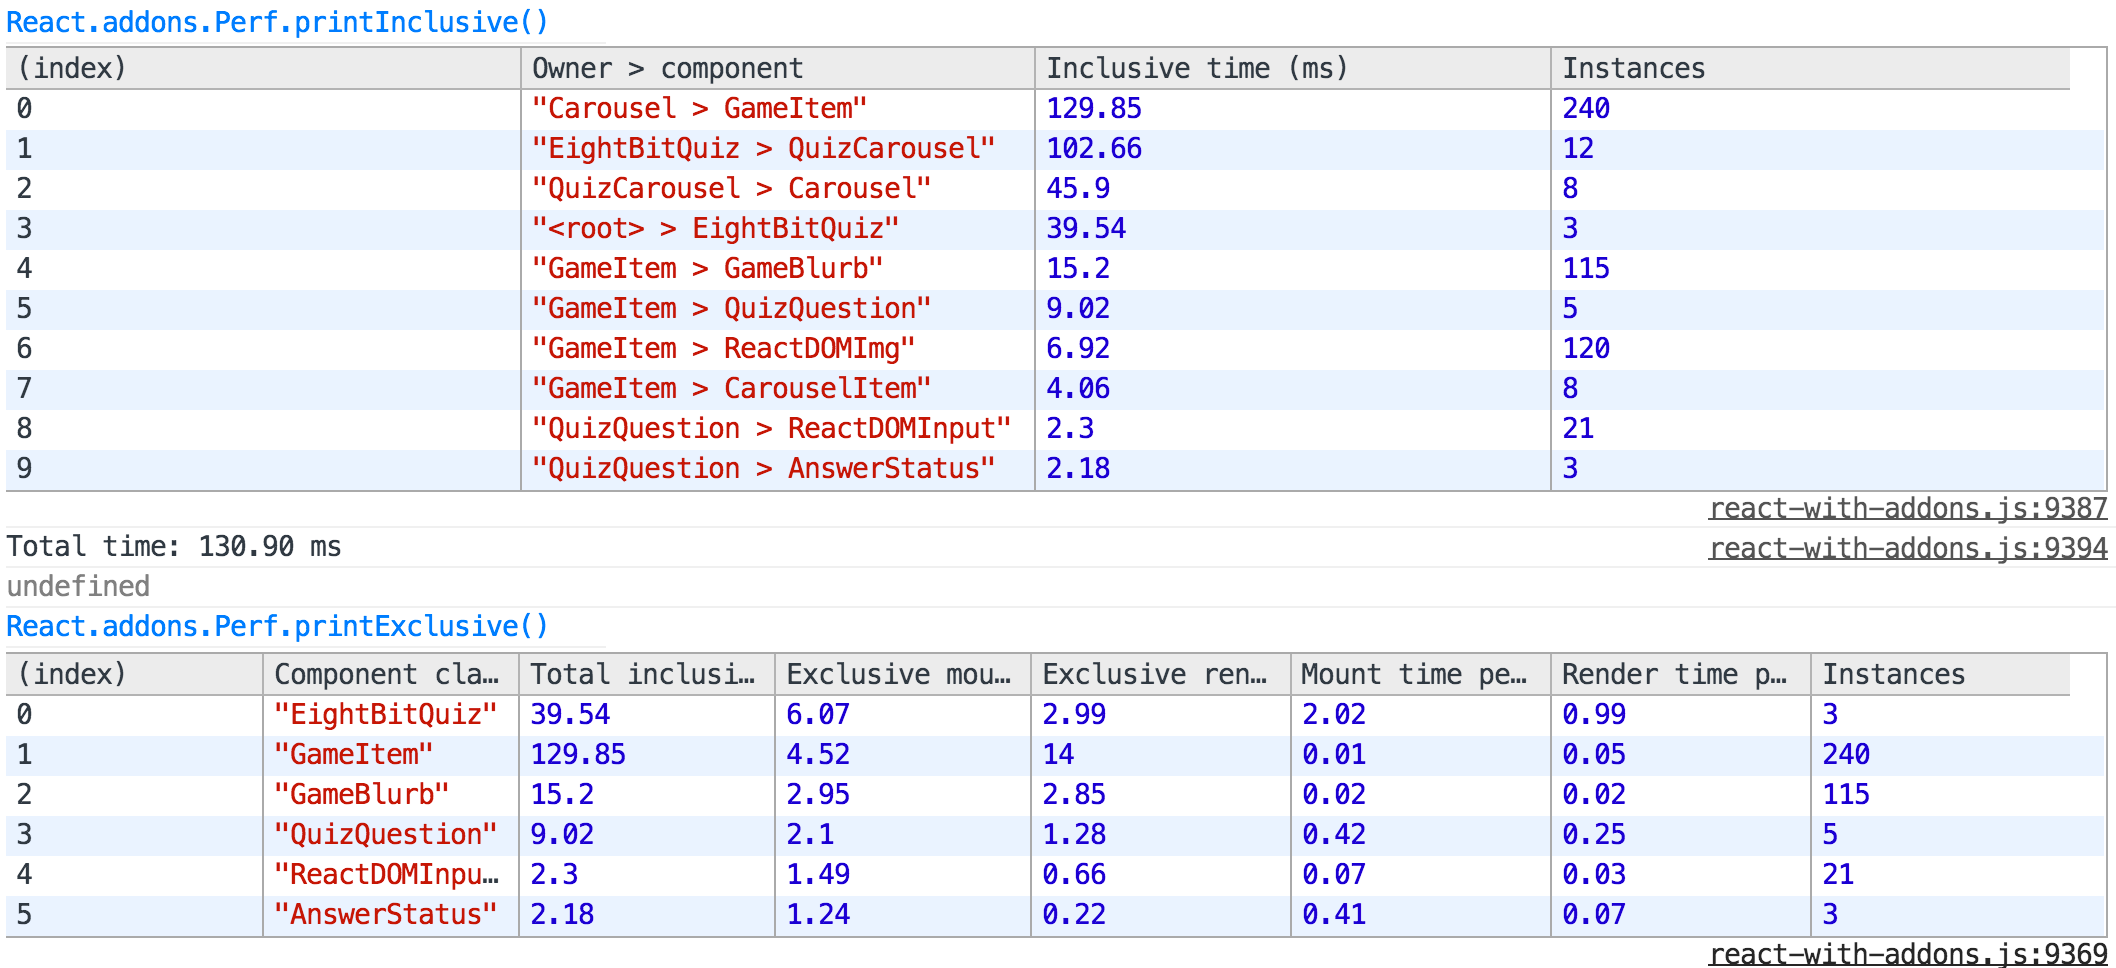 React.addons.Perf.printInclusive()
(index) Owner > component Inclusive time (ms) Instances
0 "Carousel > GameItem" 129.85 240
1 "EightBitQuiz > QuizCarousel" 102.66 12
2 "QuizCarousel > Carousel" 45.9 8
3 "<root> > EightBitQuiz" 39.54 3
4 "GameItem > GameBlurb" 15.2 115
5 "GameItem > QuizQuestion" 9.02 5
6 "GameItem > ReactDOMImg" 6.92 120
7 "GameItem > CarouselItem" 4.06 8
8 "QuizQuestion > ReactDOMInput" 2.3 21
9 "QuizQuestion > AnswerStatus" 2.18 3
react-with-addons.js:9387
Total time: 130.90 ms react-with-addons.js:9394
undefined
React.addons.Perf.printExclusive()
(index) Component cla… Total inclusi… Exclusive mou… Exclusive ren… Mount time pe… Render time p… Instances
0 "EightBitQuiz" 39.54 6.07 2.99 2.02 0.99 3
1 "GameItem" 129.85 4.52 14 0.01 0.05 240
2 "GameBlurb" 15.2 2.95 2.85 0.02 0.02 115
3 "QuizQuestion" 9.02 2.1 1.28 0.42 0.25 5
4 "ReactDOMInpu… 2.3 1.49 0.66 0.07 0.03 21
5 "AnswerStatus" 2.18 1.24 0.22 0.41 0.07 3
react-with-addons.js:9369